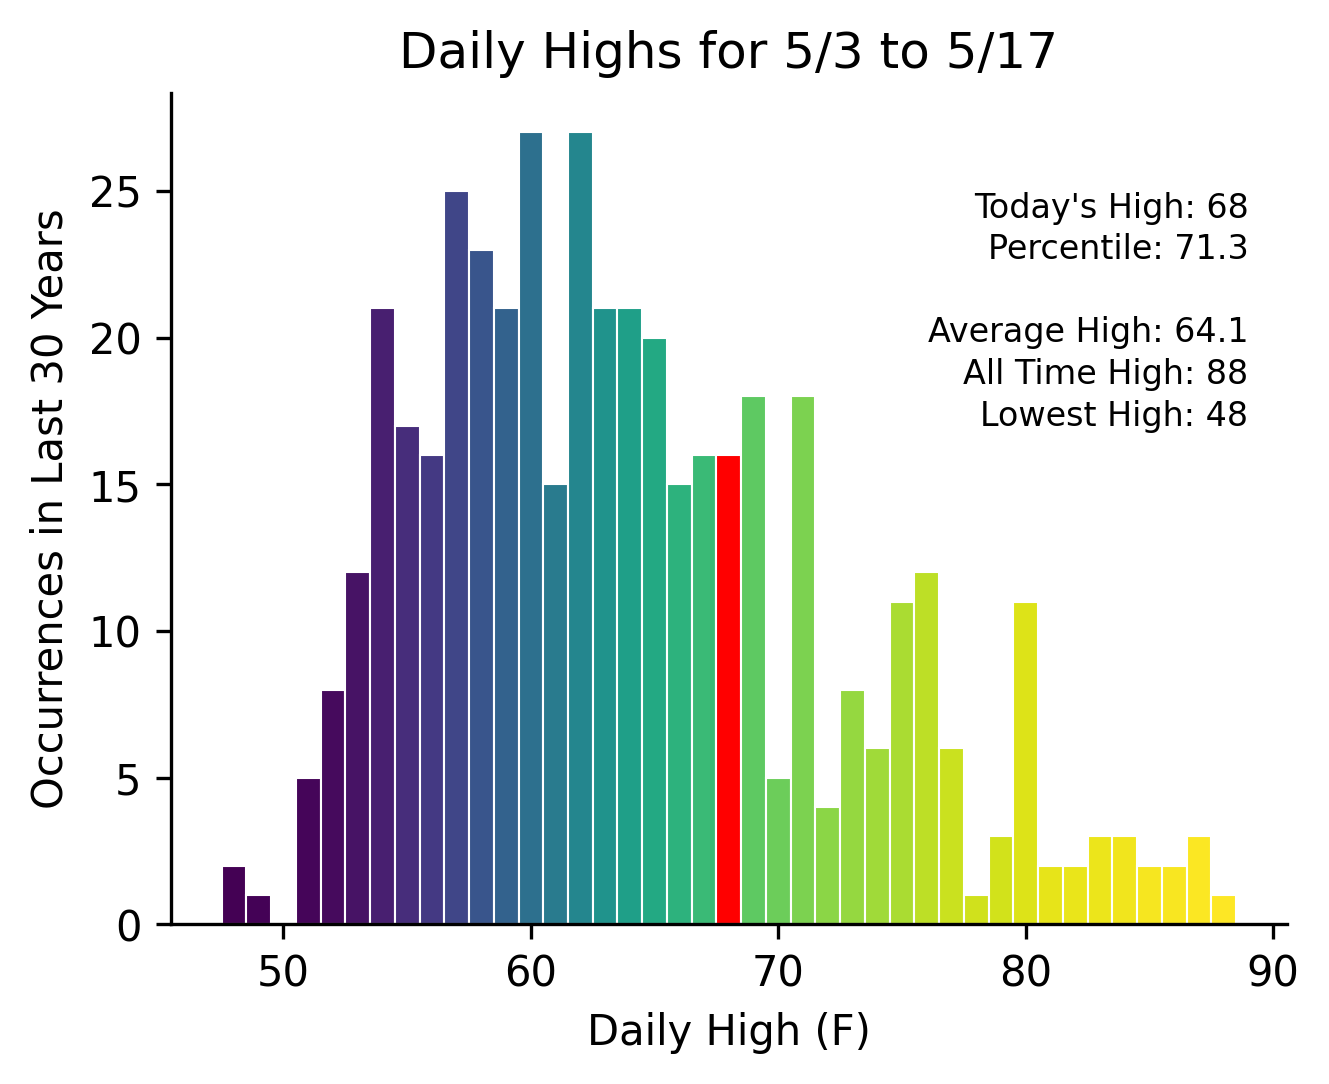 Daily Highs for 5/3 to 5/17
Today's High: 68
Percentile: 71.3
Average High: 64.1
All Time High: 88
Lowest High: 48
Occurrences in Last 30 Years
25
20
15
10
5
0
50
60
70
80
90
Daily High (F)